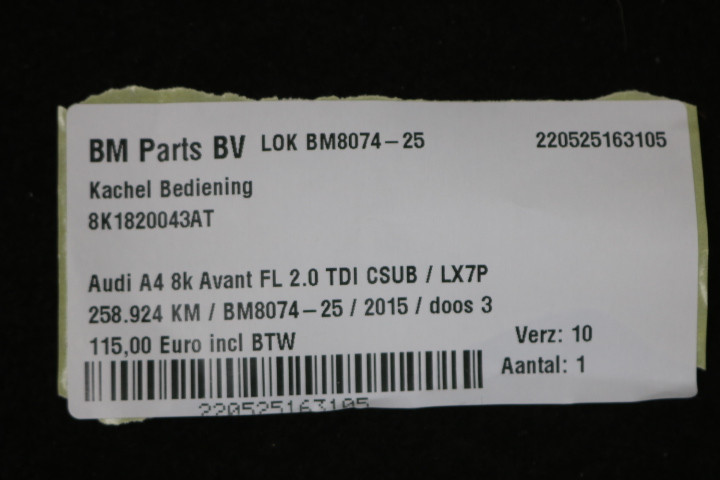 BM Parts BV LOK BM8074-25 220525163105
Kachel Bediening
8K1820043AT
Audi A4 8k Avant FL 2.0 TDI CSUB / LX7P
258.924 KM / BM8074-25 / 2015 / doos 3
115,00 Euro incl BTW Verz: 10
Aantal: 1
220525163105